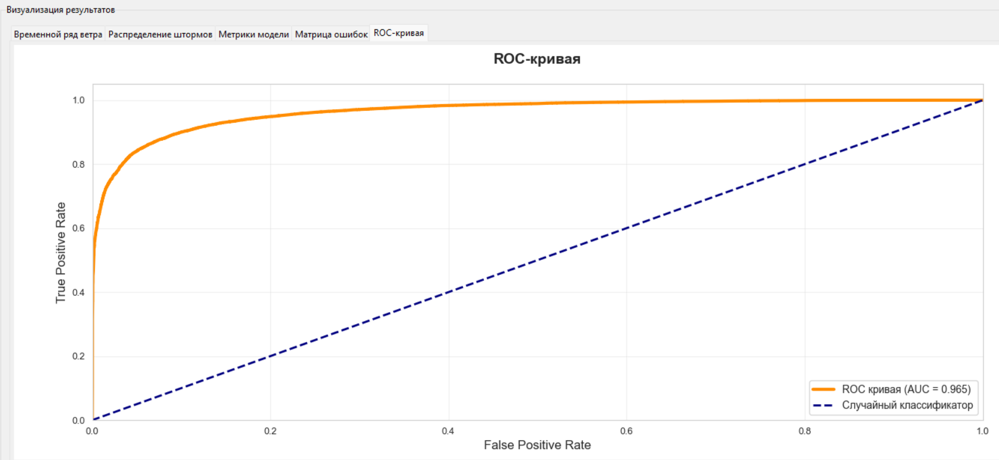 Визуализация результатов
Временной ряд ветра Распределение штормов Метрики модели Матрица ошибок ROC-кривая
ROC-кривая
True Positive Rate
1.0
0.8
0.6
0.4
0.2
0.0
0.0 0.2 0.4 0.6 0.8 1.0
False Positive Rate
ROC кривая (AUC = 0.965)
Случайный классификатор